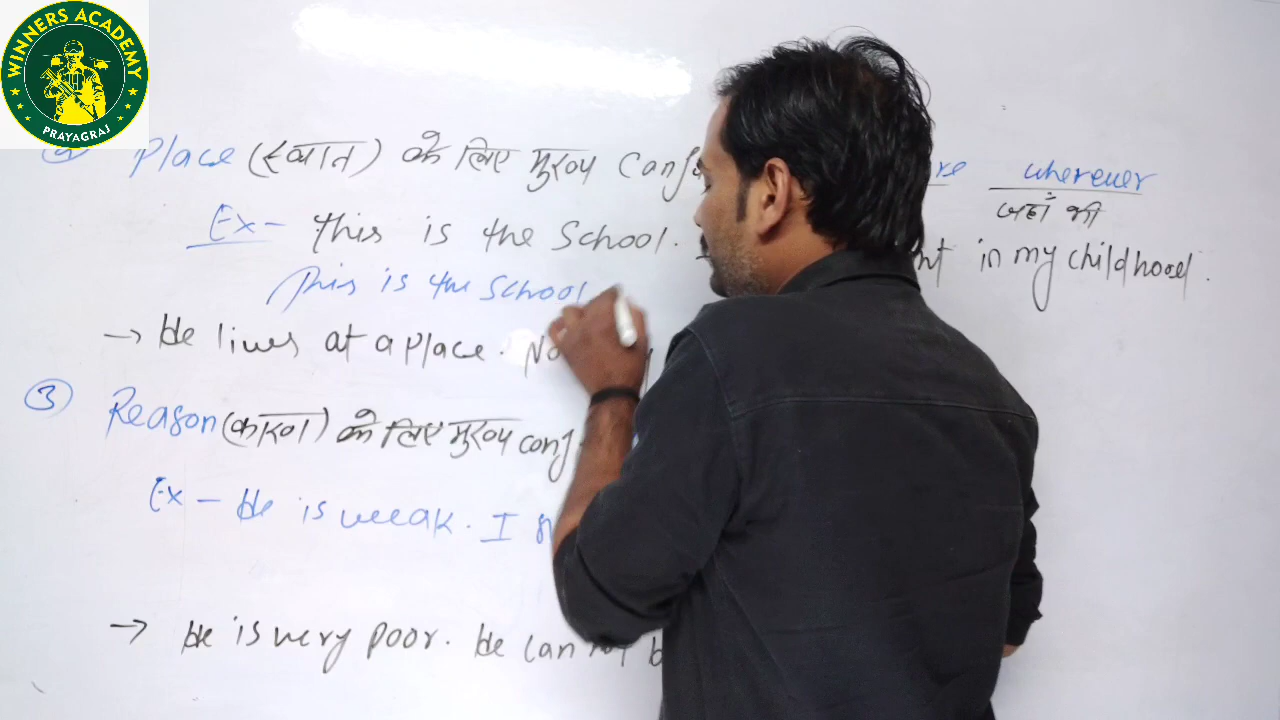 WINNERS ACADEMY
PRAYAGRAJ
Place (स्थान) के लिए मुख्य Conj wherever
जहाँ भी
Ex - This is the School. in my childhood.
This is the School
→ He lives at a place.
③ Reason (कारण) के लिए मुख्य conj
Ex - He is weak. I
→ He is very poor. He can not